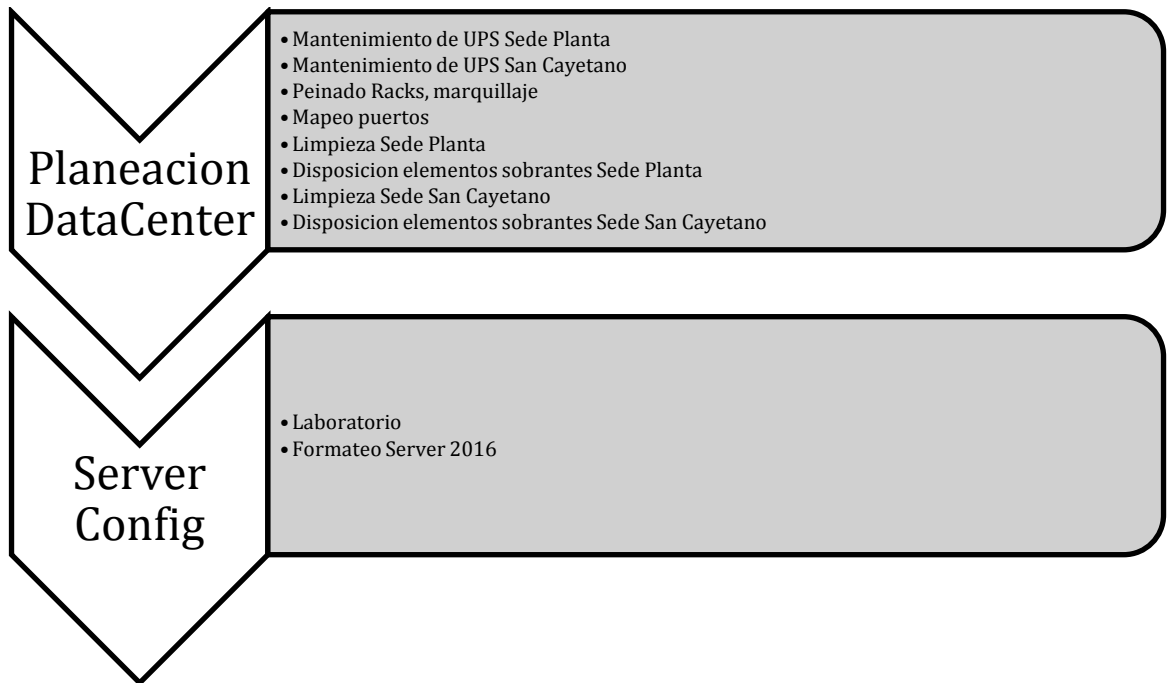 Planeacion
DataCenter
• Mantenimiento de UPS Sede Planta
• Mantenimiento de UPS San Cayetano
• Peinado Racks, marquillaje
• Mapeo puertos
• Limpieza Sede Planta
• Disposicion elementos sobrantes Sede Planta
• Limpieza Sede San Cayetano
• Disposicion elementos sobrantes Sede San Cayetano
Server
Config
• Laboratorio
• Formateo Server 2016